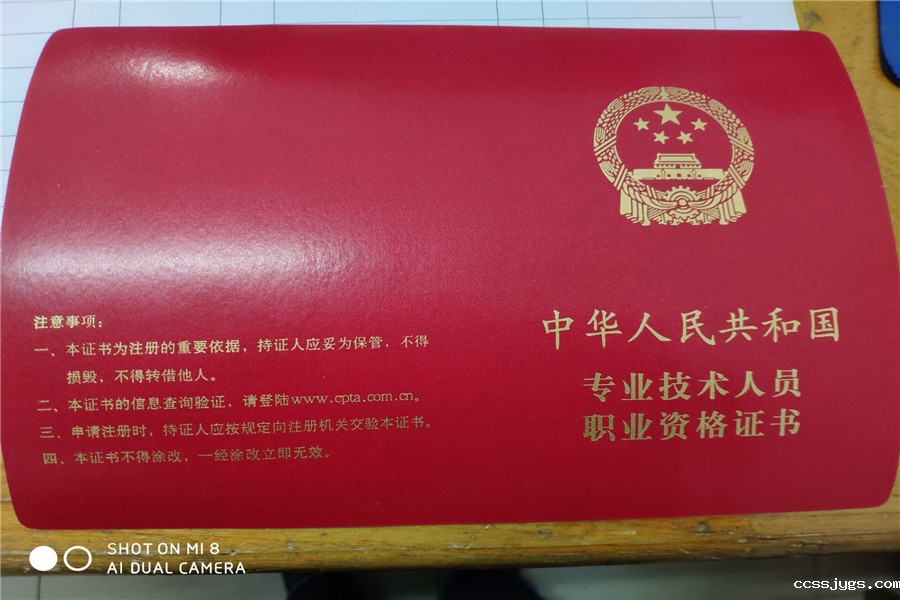 中华人民共和国
专业技术人员
职业资格证书
注意事项：
一、本证书为注册的重要依据，持证人应妥为保管，不得
损毁，不得转借他人。
二、本证书的信息查询验证，请登陆www.cpta.com.cn。
三、申请注册时，持证人应按规定向注册机关交验本证书。
四、本证书不得涂改，一经涂改立即无效。
SHOT ON MI 8
AI DUAL CAMERA
ccssjygs.com